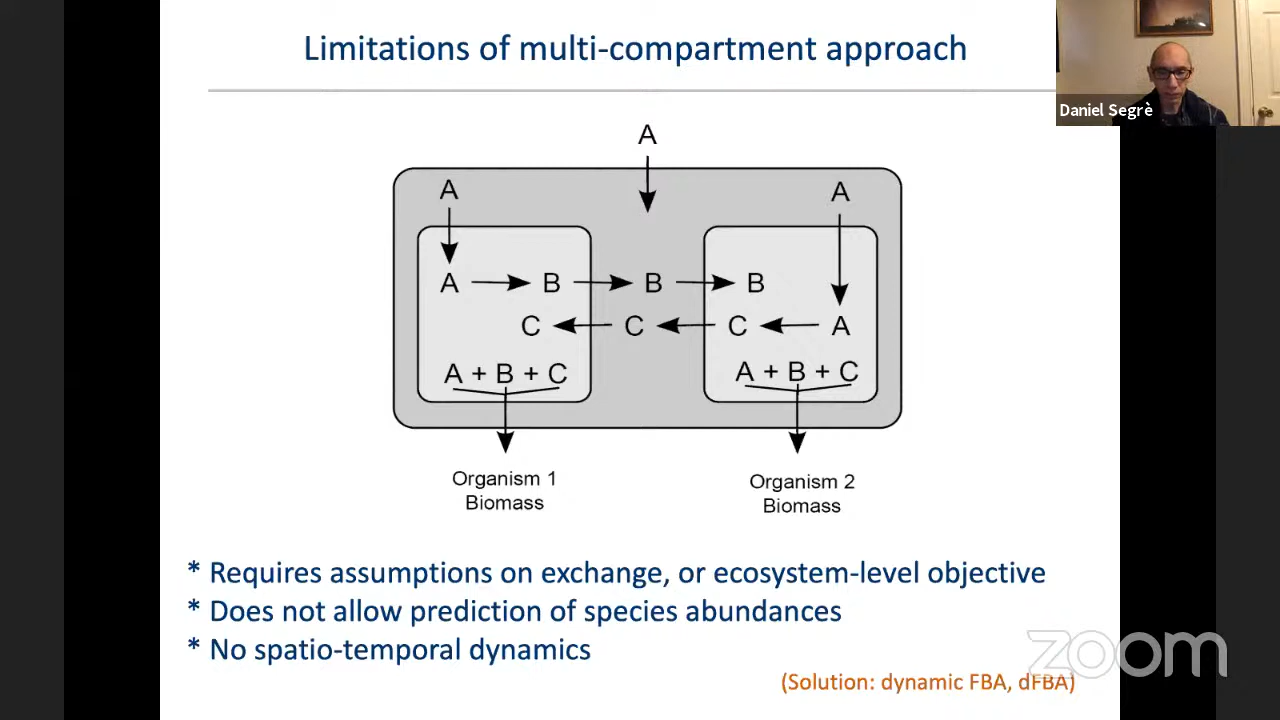 Limitations of multi-compartment approach
Daniel Segrè
A
A
A
A
B
B
B
C
C
C
A
A + B + C
A + B + C
Organism 1
Biomass
Organism 2
Biomass
* Requires assumptions on exchange, or ecosystem-level objective
* Does not allow prediction of species abundances
* No spatio-temporal dynamics
(Solution: dynamic FBA, dFBA)
zoom